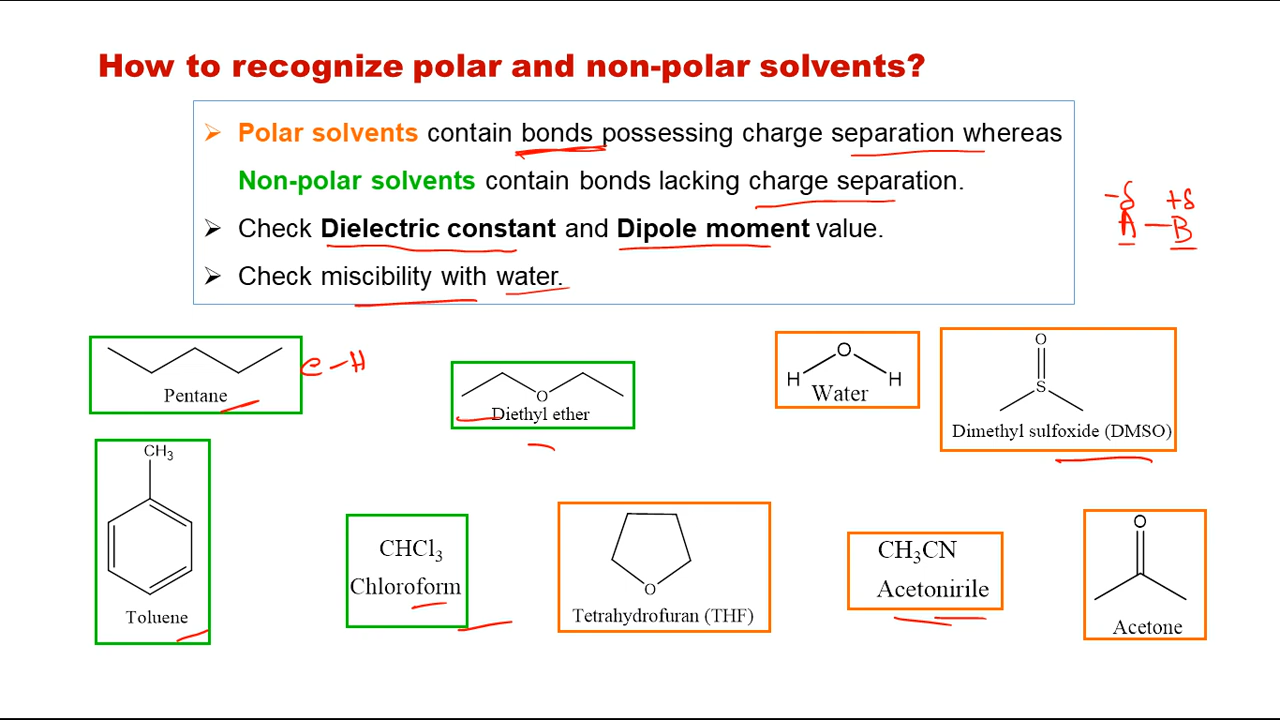 How to recognize polar and non-polar solvents?
➢ Polar solvents contain bonds possessing charge separation whereas
Non-polar solvents contain bonds lacking charge separation.
➢ Check Dielectric constant and Dipole moment value.
➢ Check miscibility with water.
-δ +δ
A — B
Pentane
C-H
O
Diethyl ether
O
H H
Water
O
S
Dimethyl sulfoxide (DMSO)
CH₃
Toluene
CHCl₃
Chloroform
O
Tetrahydrofuran (THF)
CH₃CN
Acetonirile
O
Acetone